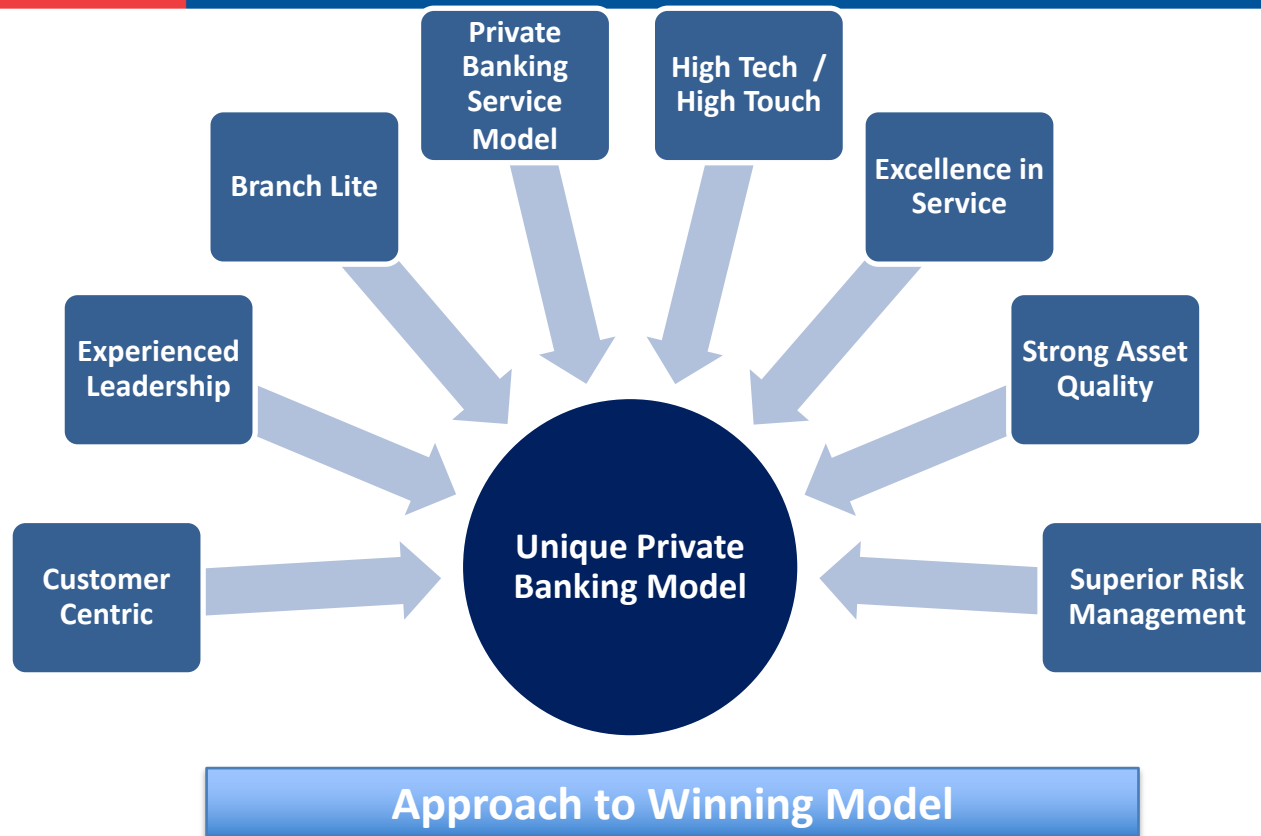 Private
Banking
Service
Model
High Tech / 
High Touch
Branch Lite
Excellence in
Service
Experienced
Leadership
Strong Asset
Quality
Customer
Centric
Unique Private
Banking Model
Superior Risk
Management
Approach to Winning Model